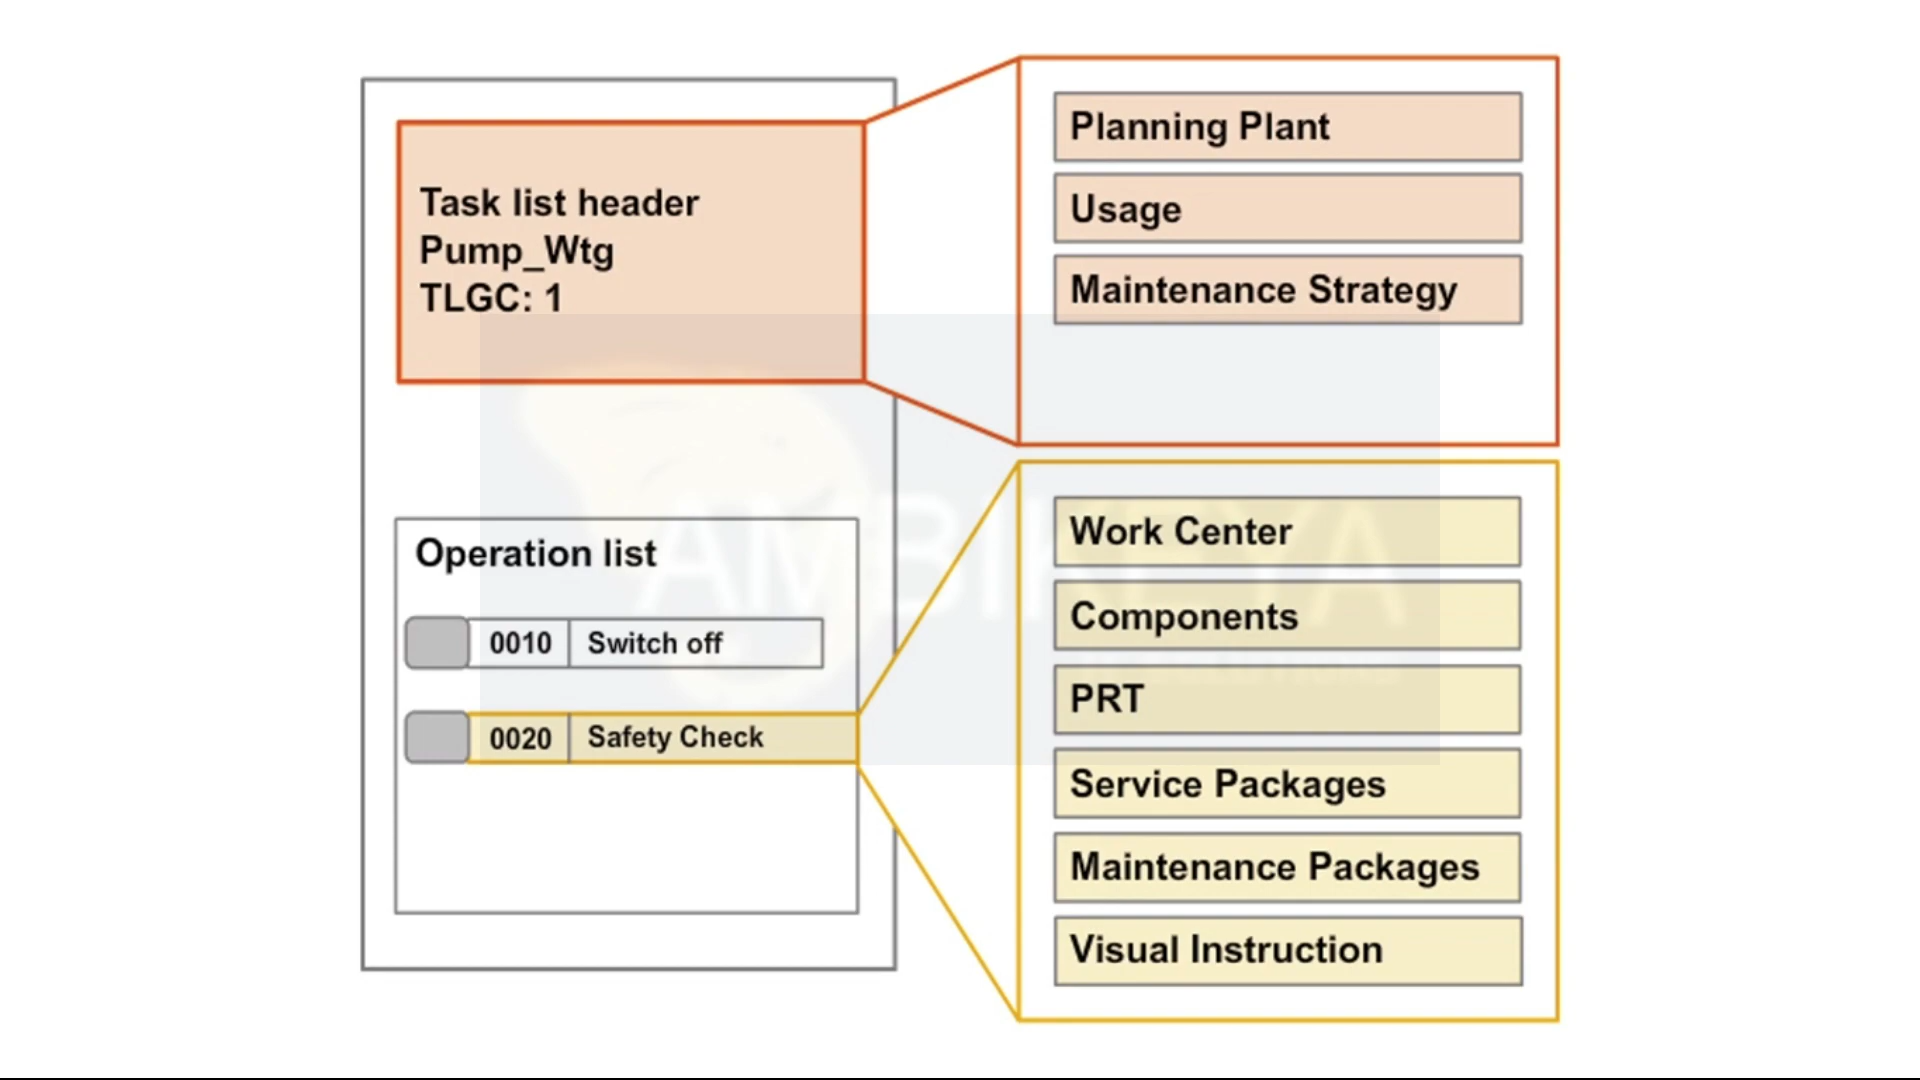 Task list header
Pump_Wtg
TLGC: 1
Planning Plant
Usage
Maintenance Strategy
Operation list
0010 Switch off
0020 Safety Check
Work Center
Components
PRT
Service Packages
Maintenance Packages
Visual Instruction
AMBIKEYA